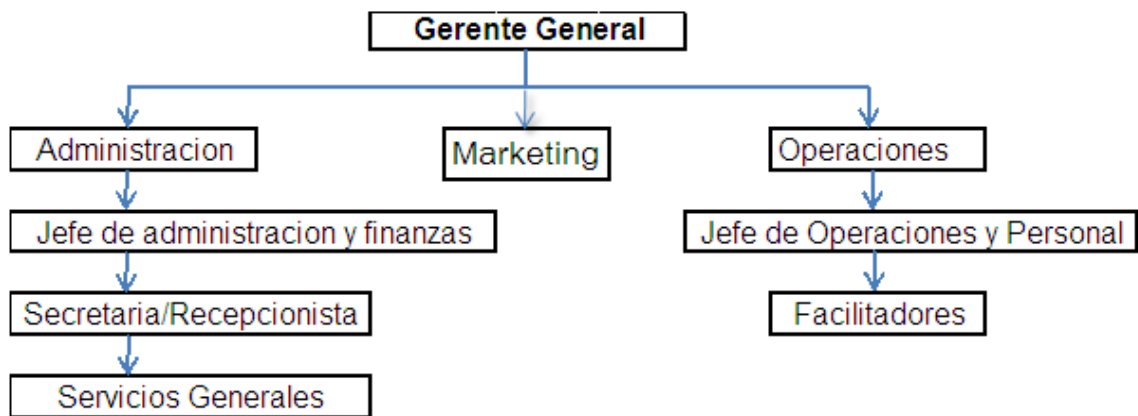 Gerente General
Administracion
Marketing
Operaciones
Jefe de administracion y finanzas
Jefe de Operaciones y Personal
Secretaria/Recepcionista
Facilitadores
Servicios Generales